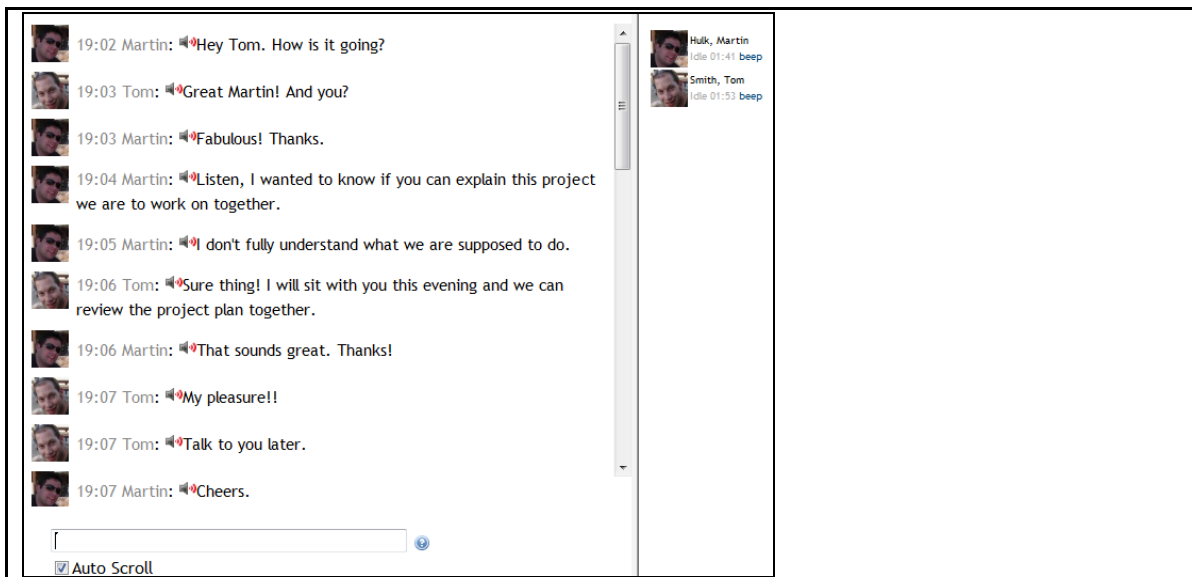 19:02 Martin: Hey Tom. How is it going?
19:03 Tom: Great Martin! And you?
19:03 Martin: Fabulous! Thanks.
19:04 Martin: Listen, I wanted to know if you can explain this project
we are to work on together.
19:05 Martin: I don't fully understand what we are supposed to do.
19:06 Tom: Sure thing! I will sit with you this evening and we can
review the project plan together.
19:06 Martin: That sounds great. Thanks!
19:07 Tom: My pleasure!!
19:07 Tom: Talk to you later.
19:07 Martin: Cheers.
Auto Scroll
Hulk, Martin
Idle 01:41 beep
Smith, Tom
Idle 01:53 beep